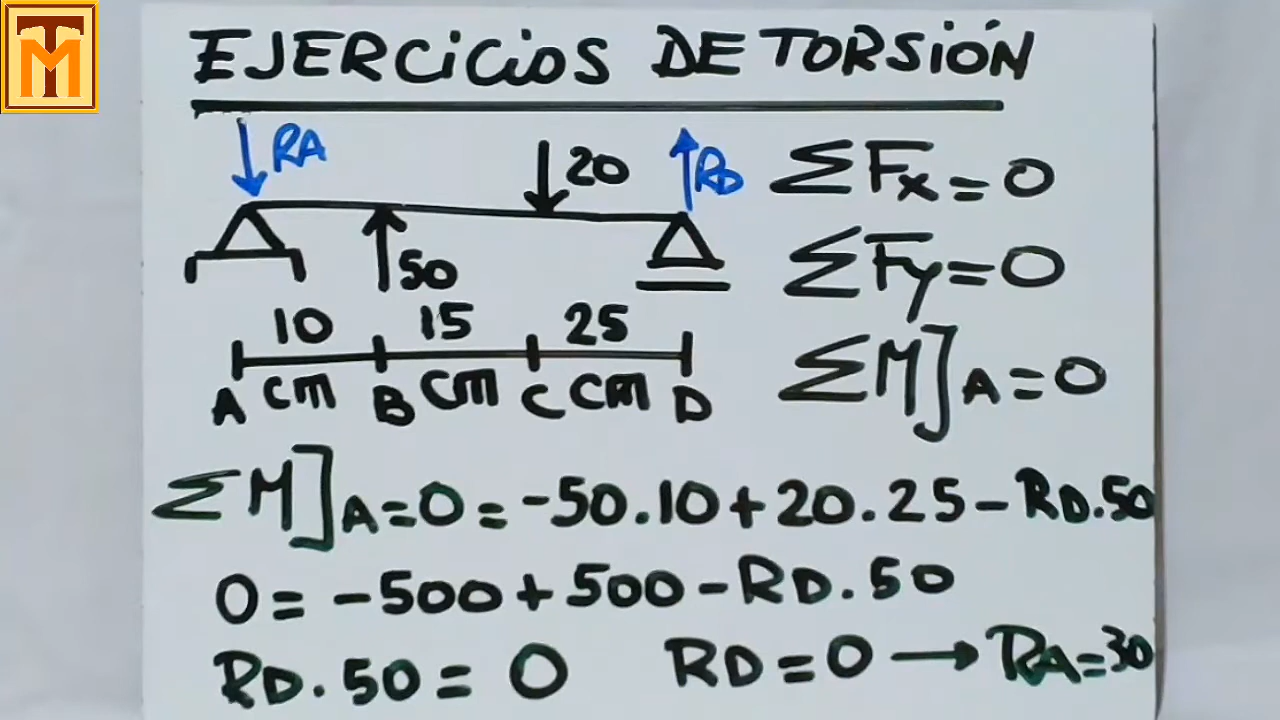 TM
EJERCiCiOS DE TORSiÓN
RA 20 RD ΣFx=0
50 ΣFy=0
10 15 25
cm cm cm ΣM]A=0
A B C D
ΣM]A=0=-50.10+20.25-RD.50
0=-500+500-RD.50
RD.50=0 RD=0→RA=30